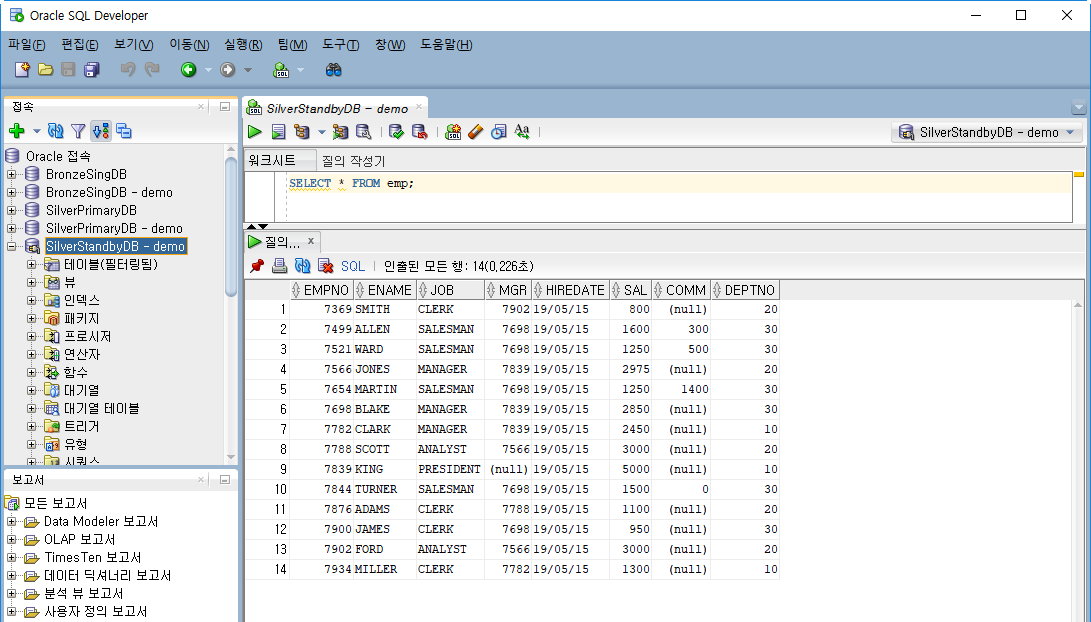 Oracle SQL Developer
파일(F) 편집(E) 보기(V) 이동(N) 실행(R) 팀(M) 도구(T) 창(W) 도움말(H)
접속
Oracle 접속
BronzeSingDB
BronzeSingDB - demo
SilverPrimaryDB
SilverPrimaryDB - demo
SilverStandbyDB - demo
테이블(필터링됨)
뷰
인덱스
패키지
프로시저
연산자
함수
대기열
대기열 테이블
트리거
유형
시퀀스
보고서
모든 보고서
Data Modeler 보고서
OLAP 보고서
TimesTen 보고서
데이터 딕셔너리 보고서
분석 뷰 보고서
사용자 정의 보고서
SilverStandbyDB - demo
SilverStandbyDB - demo
워크시트 질의 작성기
SELECT * FROM emp;
질의... x
SQL | 인출된 모든 행: 14(0,226초)
EMPNO ENAME JOB MGR HIREDATE SAL COMM DEPTNO
1 7369 SMITH CLERK 7902 19/05/15 800 (null) 20
2 7499 ALLEN SALESMAN 7698 19/05/15 1600 300 30
3 7521 WARD SALESMAN 7698 19/05/15 1250 500 30
4 7566 JONES MANAGER 7839 19/05/15 2975 (null) 20
5 7654 MARTIN SALESMAN 7698 19/05/15 1250 1400 30
6 7698 BLAKE MANAGER 7839 19/05/15 2850 (null) 30
7 7782 CLARK MANAGER 7839 19/05/15 2450 (null) 10
8 7788 SCOTT ANALYST 7566 19/05/15 3000 (null) 20
9 7839 KING PRESIDENT (null) 19/05/15 5000 (null) 10
10 7844 TURNER SALESMAN 7698 19/05/15 1500 0 30
11 7876 ADAMS CLERK 7788 19/05/15 1100 (null) 20
12 7900 JAMES CLERK 7698 19/05/15 950 (null) 30
13 7902 FORD ANALYST 7566 19/05/15 3000 (null) 20
14 7934 MILLER CLERK 7782 19/05/15 1300 (null) 10